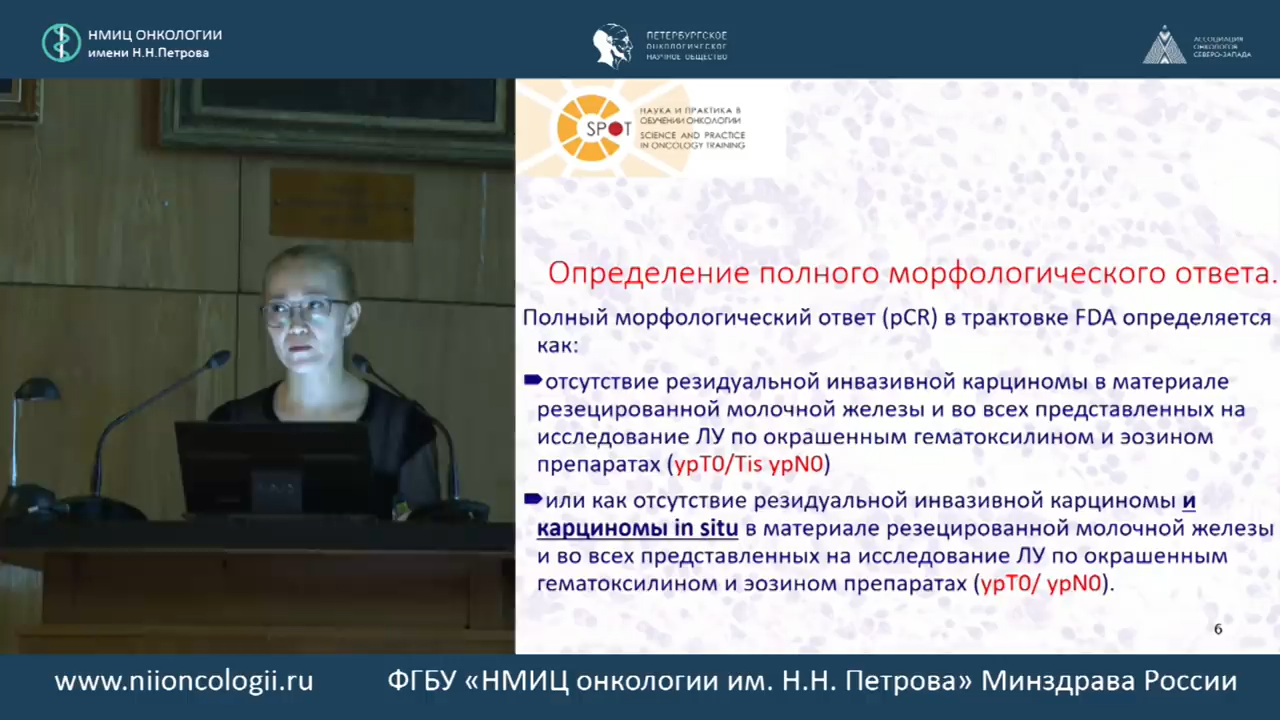 НМИЦ ОНКОЛОГИИ
имени Н.Н.Петрова
ПЕТЕРБУРГСКОЕ
ОНКОЛОГИЧЕСКОЕ
НАУЧНОЕ ОБЩЕСТВО
АССОЦИАЦИЯ
ОНКОЛОГОВ
СЕВЕРО-ЗАПАДА
SPOT
НАУКА И ПРАКТИКА В
ОБУЧЕНИИ ОНКОЛОГИИ
SCIENCE AND PRACTICE
IN ONCOLOGY TRAINING
Определение полного морфологического ответа.
Полный морфологический ответ (pCR) в трактовке FDA определяется
как:
отсутствие резидуальной инвазивной карциномы в материале
резецированной молочной железы и во всех представленных на
исследование ЛУ по окрашенным гематоксилином и эозином
препаратах (ypT0/Tis ypN0)
или как отсутствие резидуальной инвазивной карциномы и
карциномы in situ в материале резецированной молочной железы
и во всех представленных на исследование ЛУ по окрашенным
гематоксилином и эозином препаратах (ypT0/ ypN0).
6
www.niioncologii.ru
ФГБУ «НМИЦ онкологии им. Н.Н. Петрова» Минздрава России